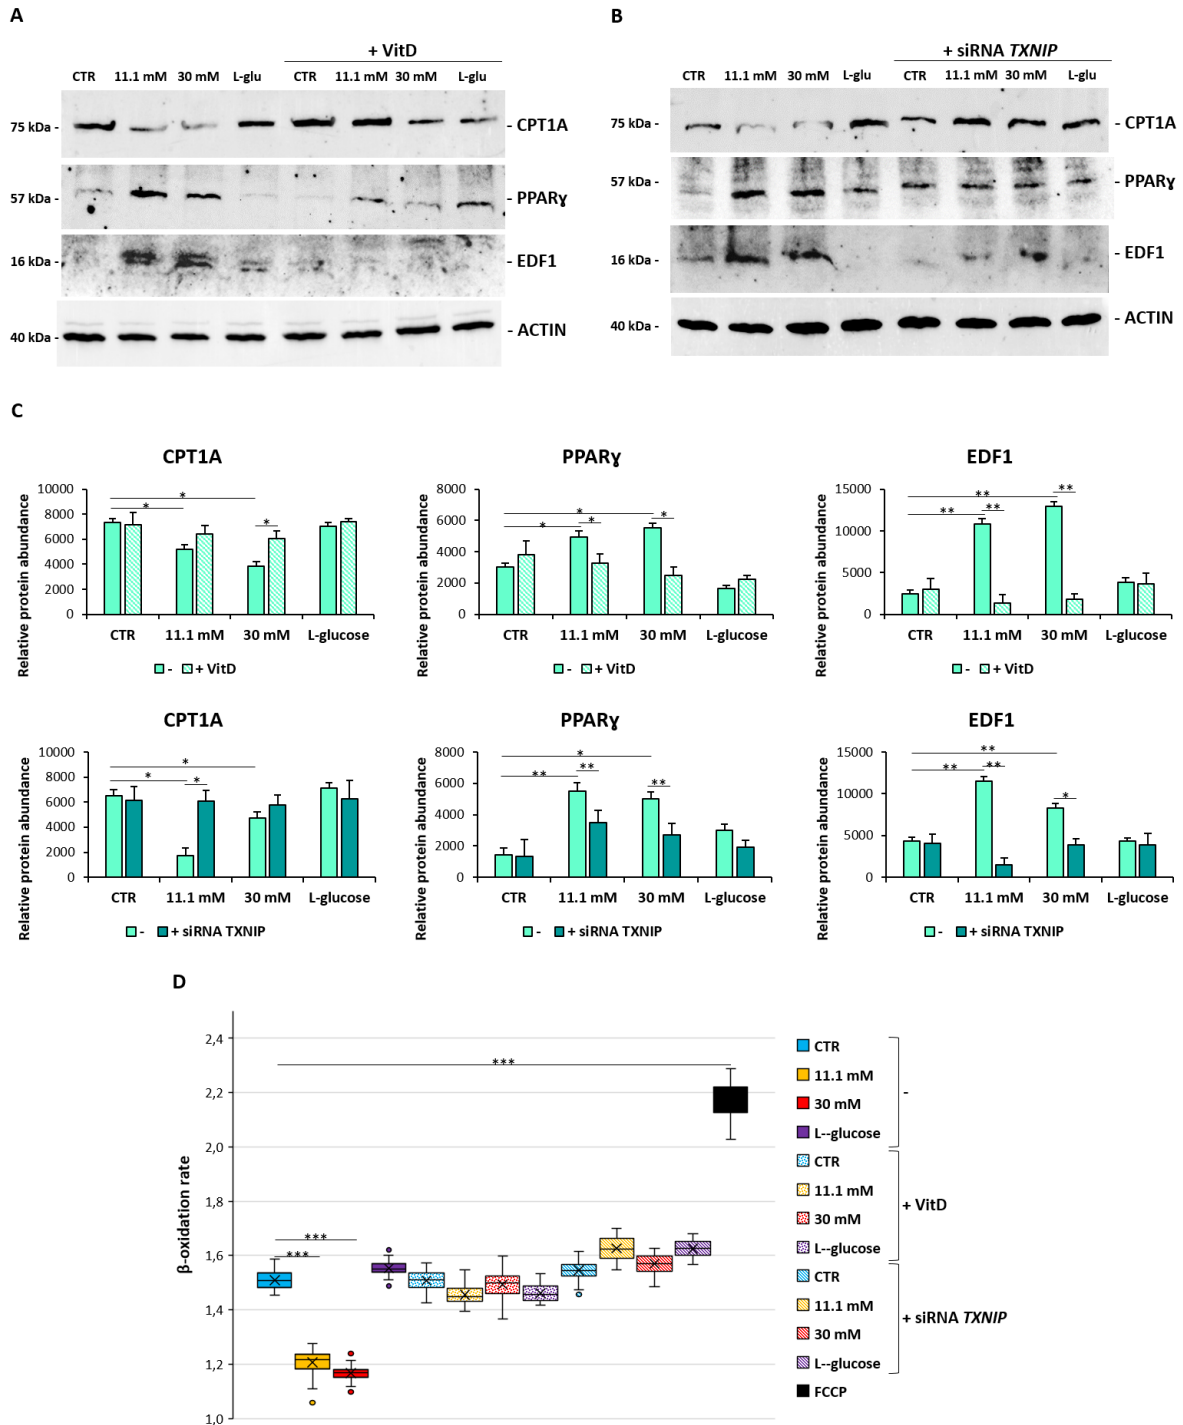 A
B
+ VitD
CTR 11.1 mM 30 mM L-glu CTR 11.1 mM 30 mM L-glu
75 kDa - - CPT1A
57 kDa - - PPARɣ
16 kDa - - EDF1
40 kDa - - ACTIN
+ siRNA TXNIP
CTR 11.1 mM 30 mM L-glu CTR 11.1 mM 30 mM L-glu
75 kDa - - CPT1A
57 kDa - - PPARɣ
16 kDa - - EDF1
40 kDa - - ACTIN
C
CPT1A
Relative protein abundance
10000
8000
6000
4000
2000
0
* * *
CTR 11.1 mM 30 mM L-glucose
- + VitD
PPARɣ
Relative protein abundance
8000
6000
4000
2000
0
* * * *
CTR 11.1 mM 30 mM L-glucose
- + VitD
EDF1
Relative protein abundance
15000
10000
5000
0
** ** ** **
CTR 11.1 mM 30 mM L-glucose
- + VitD
CPT1A
Relative protein abundance
10000
8000
6000
4000
2000
0
* * *
CTR 11.1 mM 30 mM L-glucose
- + siRNA TXNIP
PPARɣ
Relative protein abundance
8000
6000
4000
2000
0
* ** ** **
CTR 11.1 mM 30 mM L-glucose
- + siRNA TXNIP
EDF1
Relative protein abundance
15000
10000
5000
0
** ** ** *
CTR 11.1 mM 30 mM L-glucose
- + siRNA TXNIP
D
β-oxidation rate
2,4
2,2
2,0
1,8
1,6
1,4
1,2
1,0
***
***
***
CTR
11.1 mM
30 mM
L--glucose
-
CTR
11.1 mM
30 mM
L--glucose
+ VitD
CTR
11.1 mM
30 mM
L--glucose
+ siRNA TXNIP
FCCP